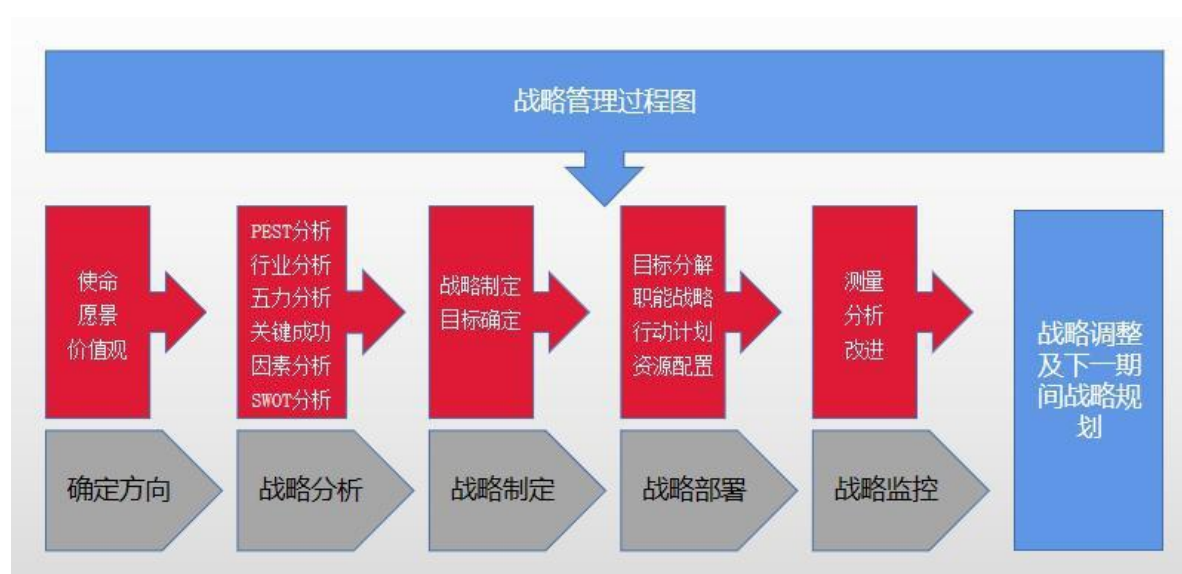 战略管理过程图
使命
愿景
价值观
PEST分析
行业分析
五力分析
关键成功
因素分析
SWOT分析
战略制定
目标确定
目标分解
职能战略
行动计划
资源配置
测量
分析
改进
战略调整
及下一期
间战略规
划
确定方向
战略分析
战略制定
战略部署
战略监控